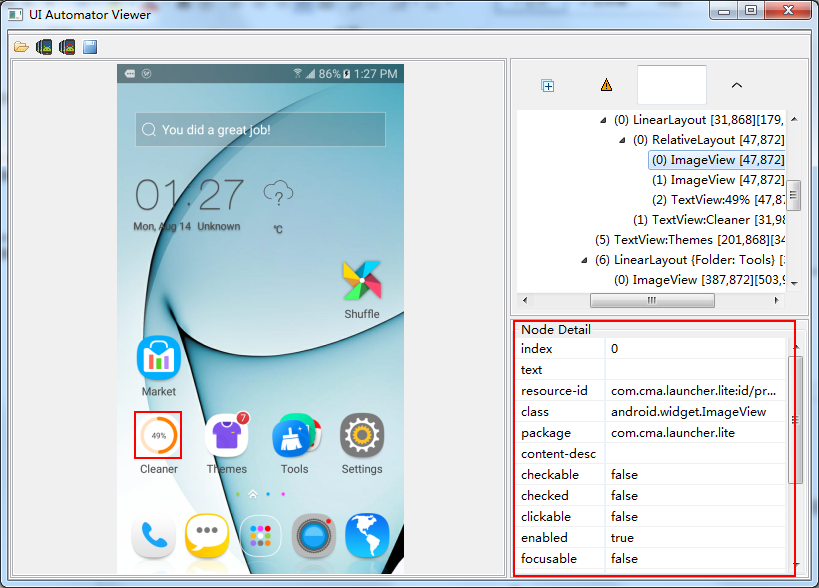 UI Automator Viewer
86% 1:27 PM
You did a great job!
01:27
Mon, Aug 14 Unknown
?
℃
Shuffle
Market
49%
7
Cleaner
Themes
Tools
Settings
(0) LinearLayout [31,868][179,
(0) RelativeLayout [47,872]
(0) ImageView [47,872]
(1) ImageView [47,872]
(2) TextView:49% [47,87
(1) TextView:Cleaner [31,98
(5) TextView:Themes [201,868][34
(6) LinearLayout {Folder: Tools} [
(0) ImageView [387,872][503,9
Node Detail
index 0
text
resource-id com.cma.launcher.lite:id/pr...
class android.widget.ImageView
package com.cma.launcher.lite
content-desc
checkable false
checked false
clickable false
enabled true
focusable false